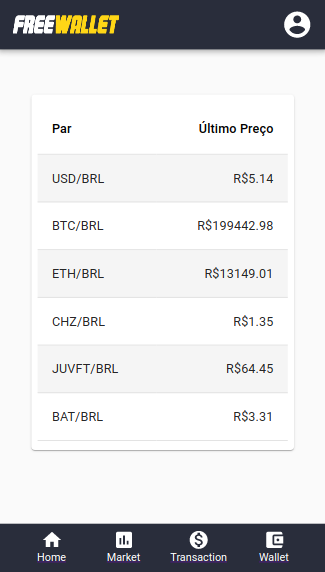 FREEWALLET
Par Último Preço
USD/BRL R$5.14
BTC/BRL R$199442.98
ETH/BRL R$13149.01
CHZ/BRL R$1.35
JUVFT/BRL R$64.45
BAT/BRL R$3.31
Home Market Transaction Wallet